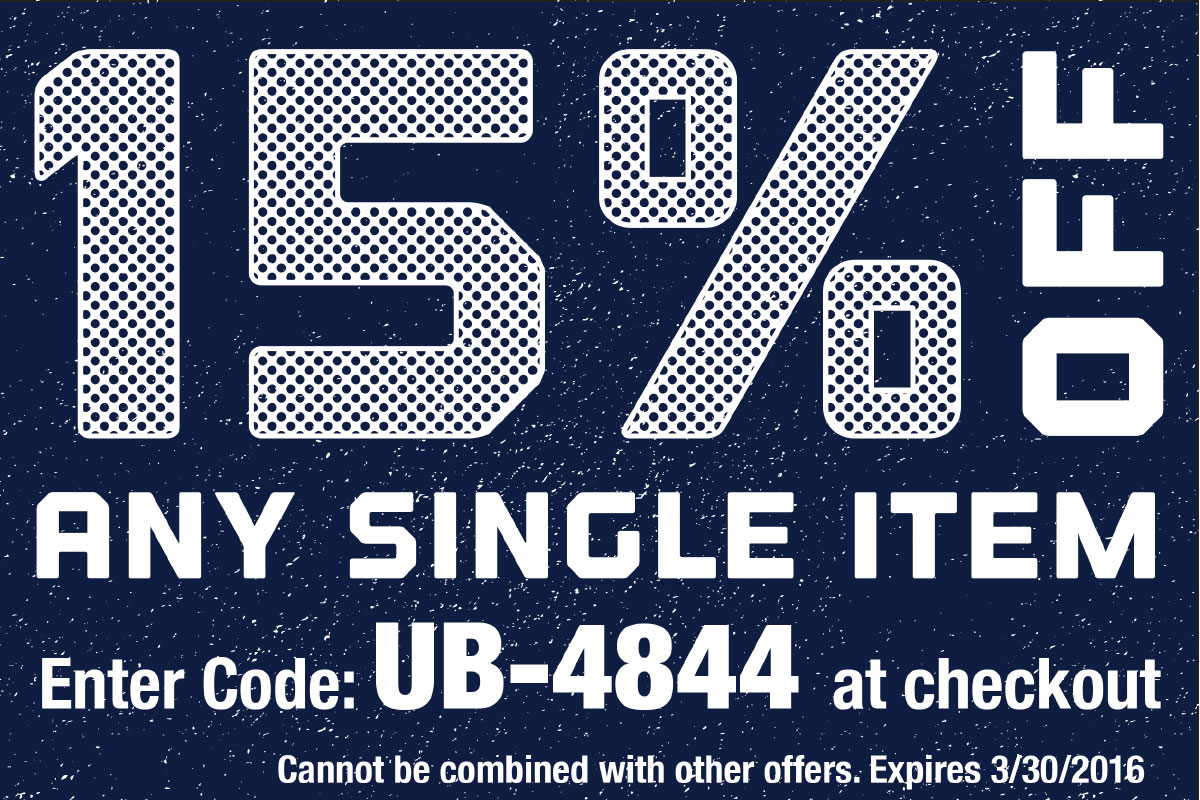 15% OFF
ANY SINGLE ITEM
Enter Code: UB-4844 at checkout
Cannot be combined with other offers. Expires 3/30/2016